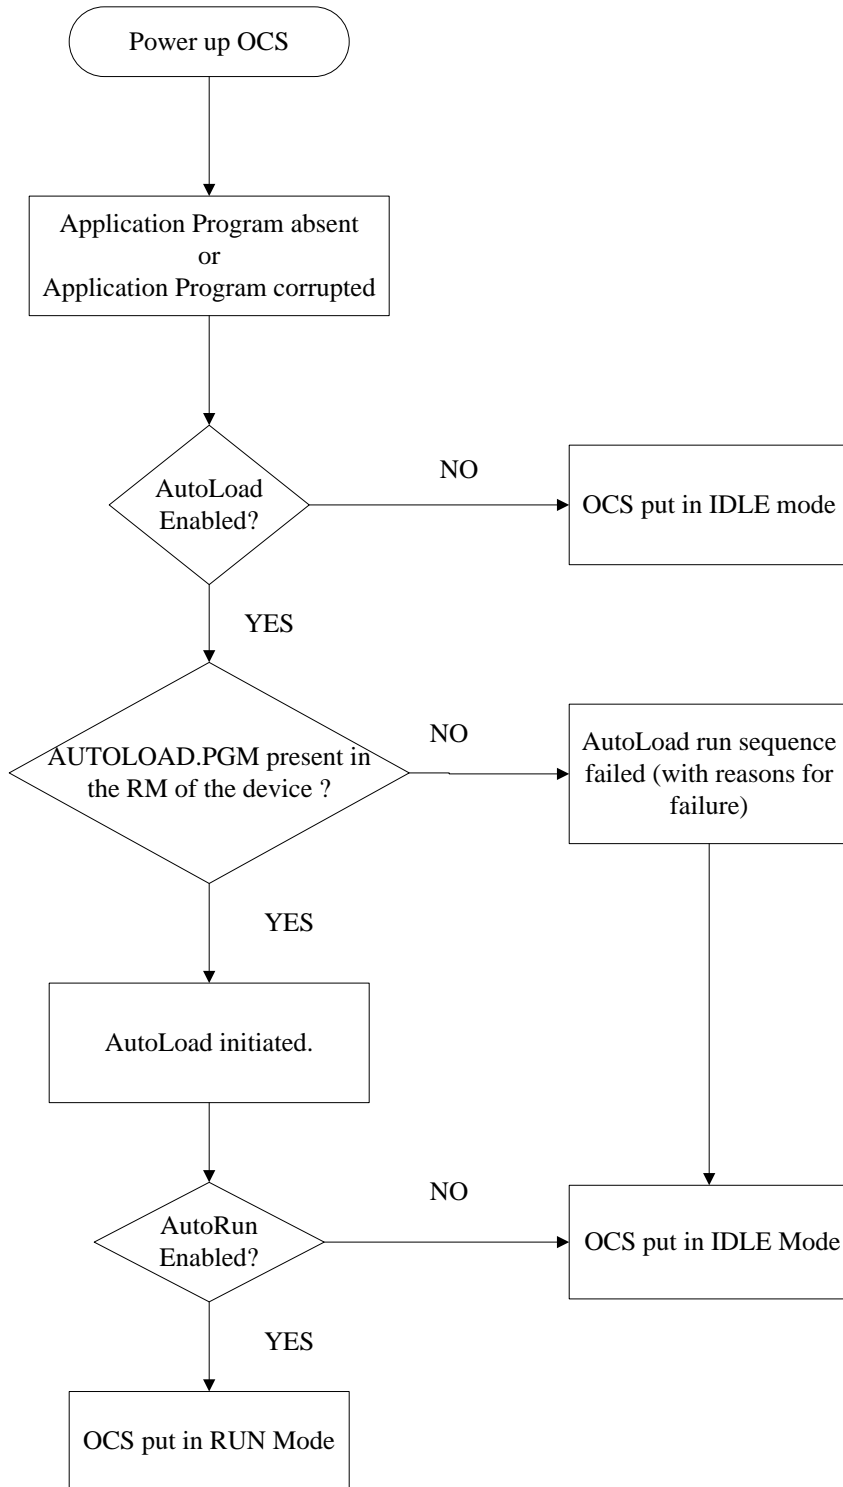 Power up OCS
Application Program absent
or
Application Program corrupted
AutoLoad
Enabled?
NO
OCS put in IDLE mode
YES
AUTOLOAD.PGM present in
the RM of the device ?
NO
AutoLoad run sequence
failed (with reasons for
failure)
YES
AutoLoad initiated.
AutoRun
Enabled?
NO
OCS put in IDLE Mode
YES
OCS put in RUN Mode